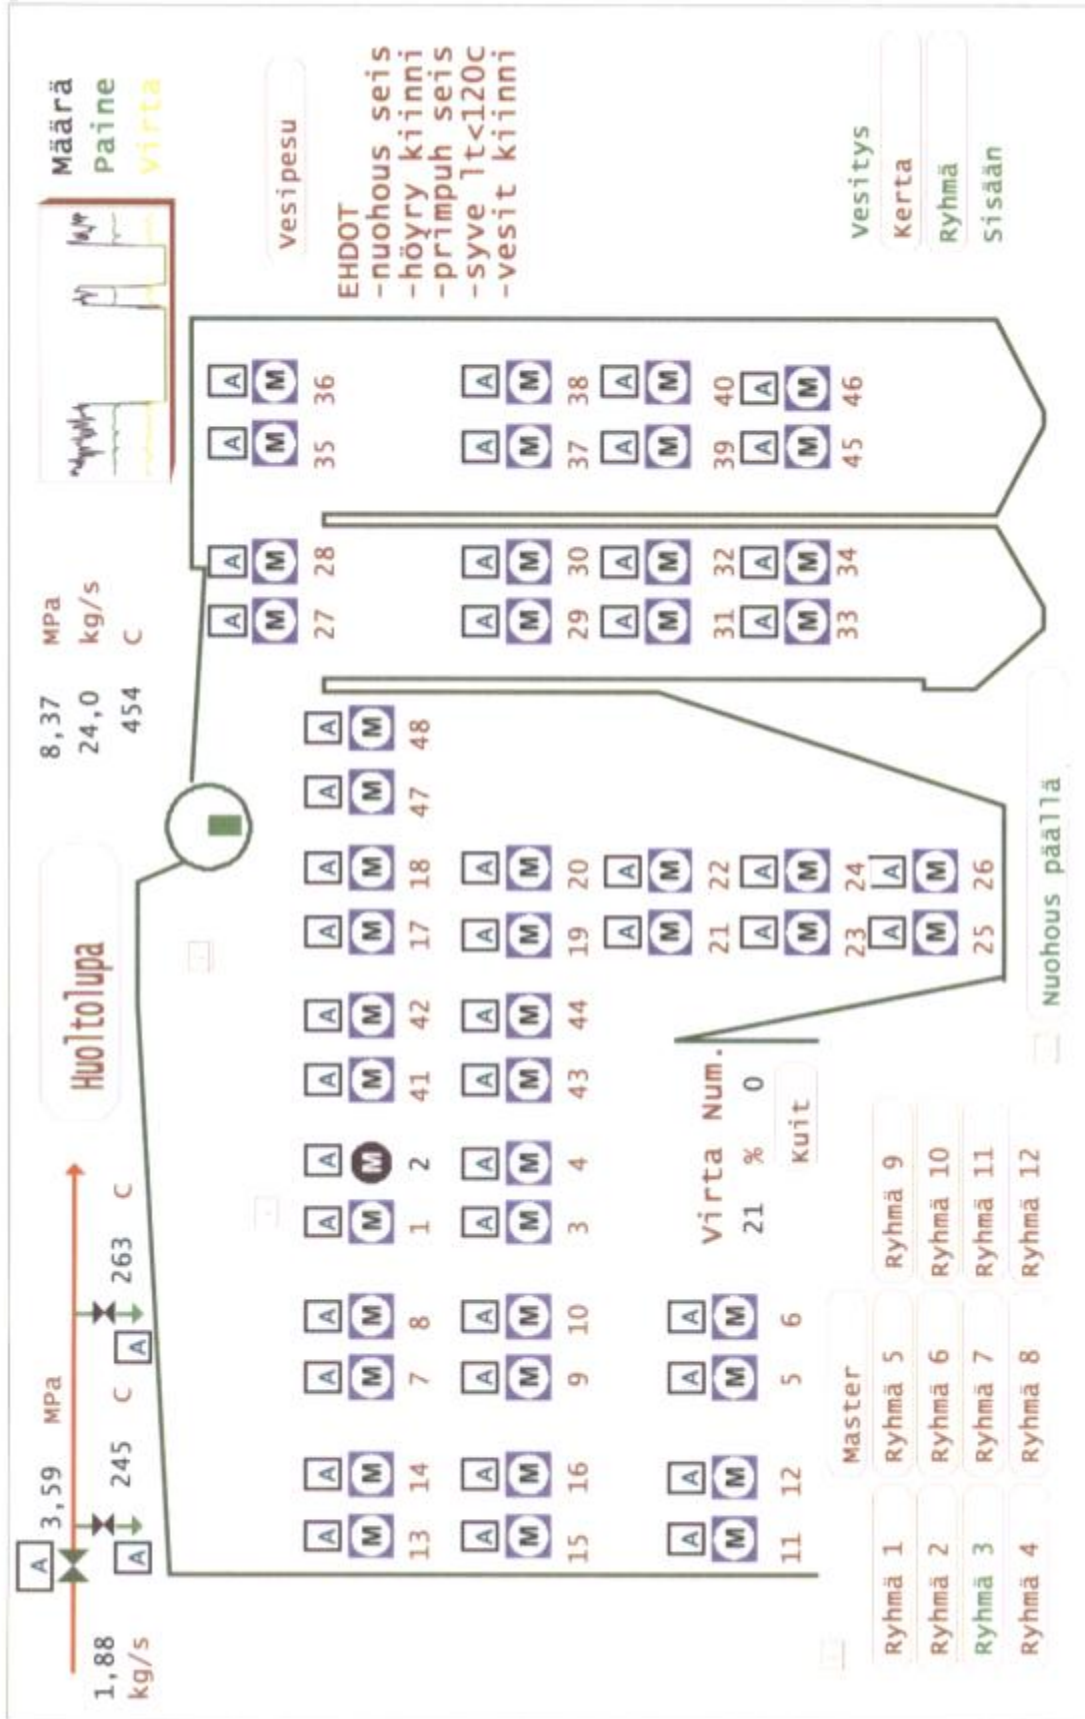 A
3,59 MPa
1,88
kg/s
A 245 C
A 263 C
Huoltolupa
8,37 MPa
24,0 kg/s
454 C
Määrä
Paine
Virta
Vesipesu
EHDOT
-nuohous seis
-höyry kiinni
-primpuh seis
-syve lt<120c
-vesit kiinni
A A A A
M M M M
27 28 35 36
A A A A A A A A A A A A
M M M M M M M M M M M M
13 14 7 8 1 2 41 42 17 18 47 48
A A A A A A A A A A A A A A
M M M M M M M M M M M M M M
15 16 9 10 3 4 43 44 19 20 29 30 37 38
A A A A A A
M M M M M M
21 22 31 32 39 40
A A A A
M M M M
11 12 5 6
A A A A A A
M M M M M M
23 24 33 34 45 46
A A
M M
25 26
Virta Num.
21 % 0
Kuit
Master
Ryhmä 1 Ryhmä 5 Ryhmä 9
Ryhmä 2 Ryhmä 6 Ryhmä 10
Ryhmä 3 Ryhmä 7 Ryhmä 11
Ryhmä 4 Ryhmä 8 Ryhmä 12
Nuohous päällä
Vesitys
Kerta
Ryhmä
Sisään